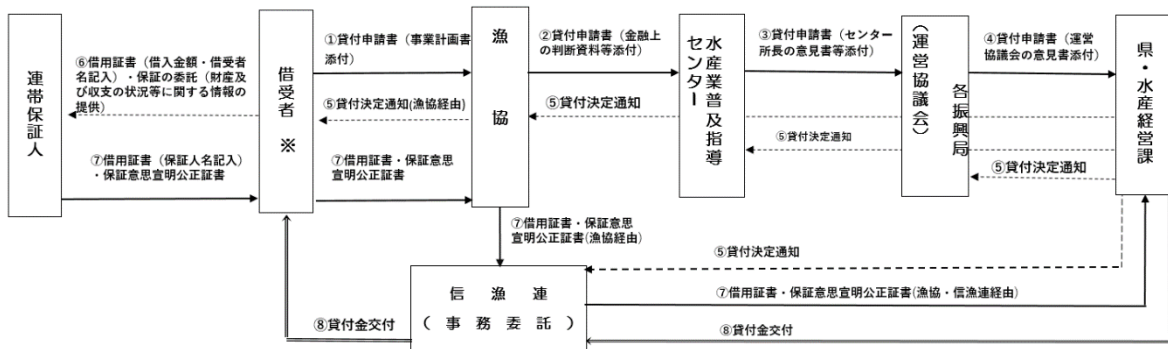 連帯保証人
⑥借用証書（借入金額・借受者
名記入）・保証の委託（財産及
び収支の状況等に関する情報の
提供）
⑦借用証書（保証人名記入）
・保証意思宣明公正証書
借受者 ※
①貸付申請書（事業計画書
添付）
⑤貸付決定通知(漁協経由)
⑦借用証書・保証意思
宣明公正証書
漁協
②貸付申請書（金融上
の判断資料等添付）
⑤貸付決定通知
水産業普及指導
センター
③貸付申請書（センター
所長の意見書等添付）
⑤貸付決定通知
各振興局
（運営協議会）
④貸付申請書（運営
協議会の意見書添付）
⑤貸付決定通知
県・水産経営課
⑦借用証書・保証意思
宣明公正証書(漁協経由)
⑤貸付決定通知
信漁連
（事務委託）
⑦借用証書・保証意思宣明公正証書(漁協・信漁連経由)
⑧貸付金交付
⑧貸付金交付